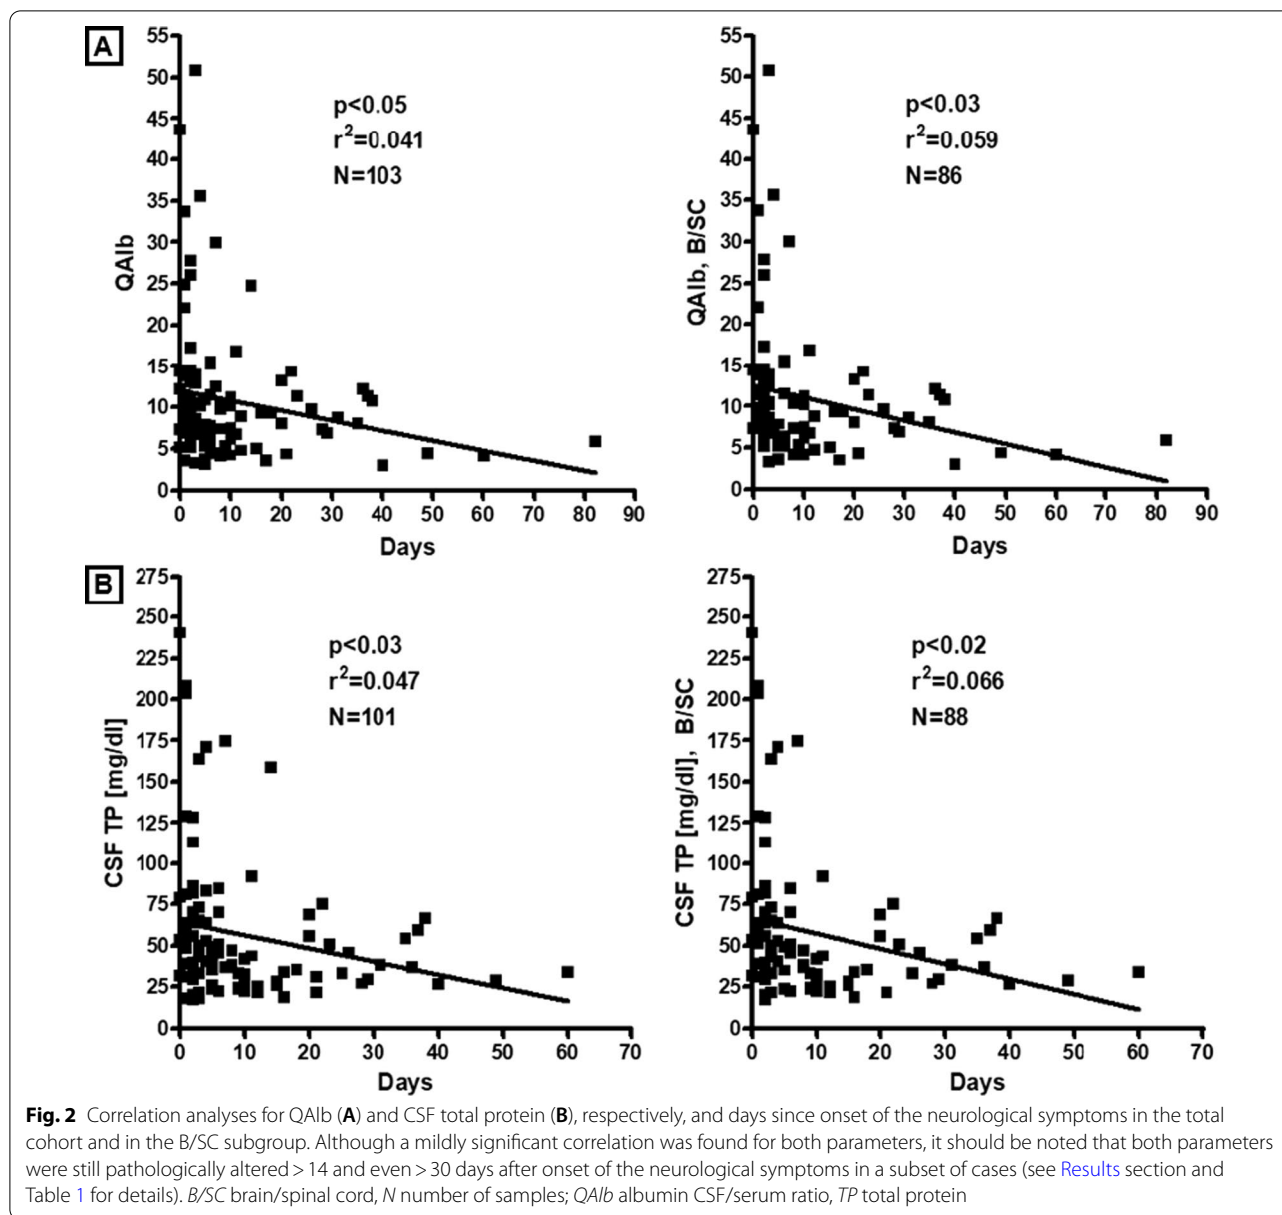 A
55
50
45
40
35
30
25
20
15
10
5
0
QAlb
p<0.05
r²=0.041
N=103
0 10 20 30 40 50 60 70 80 90
Days
55
50
45
40
35
30
25
20
15
10
5
0
QAlb, B/SC
p<0.03
r²=0.059
N=86
0 10 20 30 40 50 60 70 80 90
Days
B
275
250
225
200
175
150
125
100
75
50
25
0
CSF TP [mg/dl]
p<0.03
r²=0.047
N=101
0 10 20 30 40 50 60 70
Days
275
250
225
200
175
150
125
100
75
50
25
0
CSF TP [mg/dl], B/SC
p<0.02
r²=0.066
N=88
0 10 20 30 40 50 60 70
Days
Fig. 2 Correlation analyses for QAlb (A) and CSF total protein (B), respectively, and days since onset of the neurological symptoms in the total
cohort and in the B/SC subgroup. Although a mildly significant correlation was found for both parameters, it should be noted that both parameters
were still pathologically altered > 14 and even > 30 days after onset of the neurological symptoms in a subset of cases (see Results section and
Table 1 for details). B/SC brain/spinal cord, N number of samples; QAlb albumin CSF/serum ratio, TP total protein